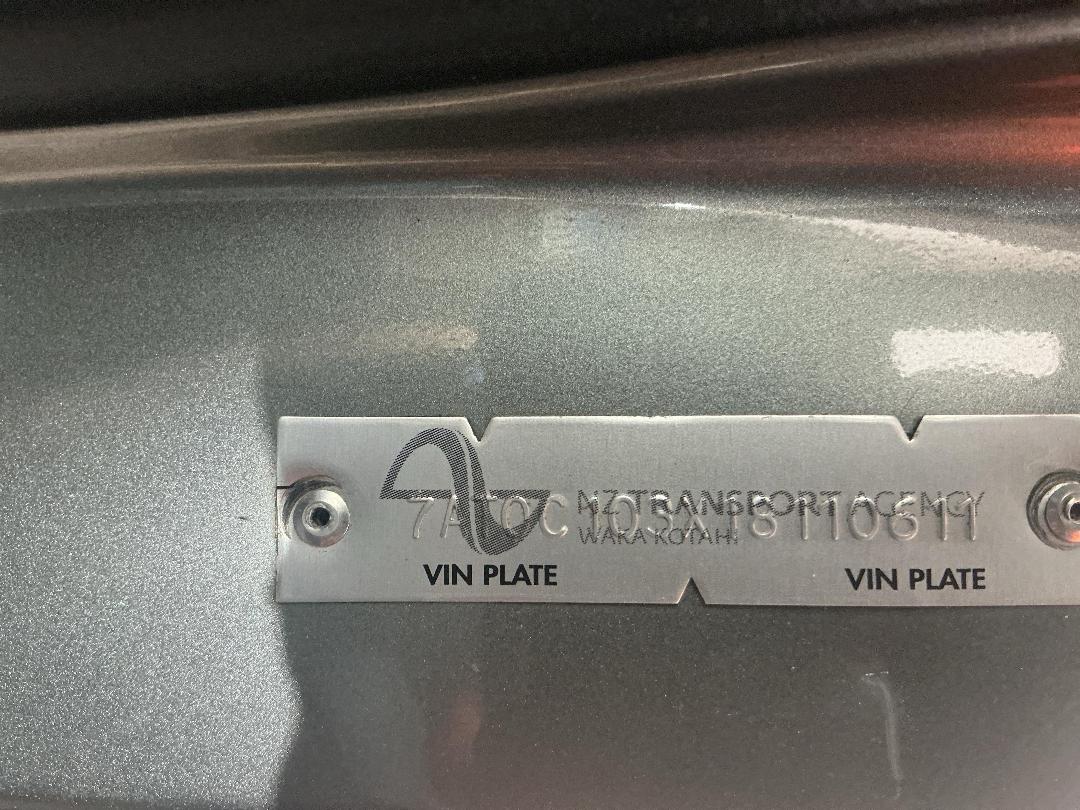 NZ TRANSPORT AGENCY
WAKA KOTAHI
7AT0C103X18110611
VIN PLATE VIN PLATE